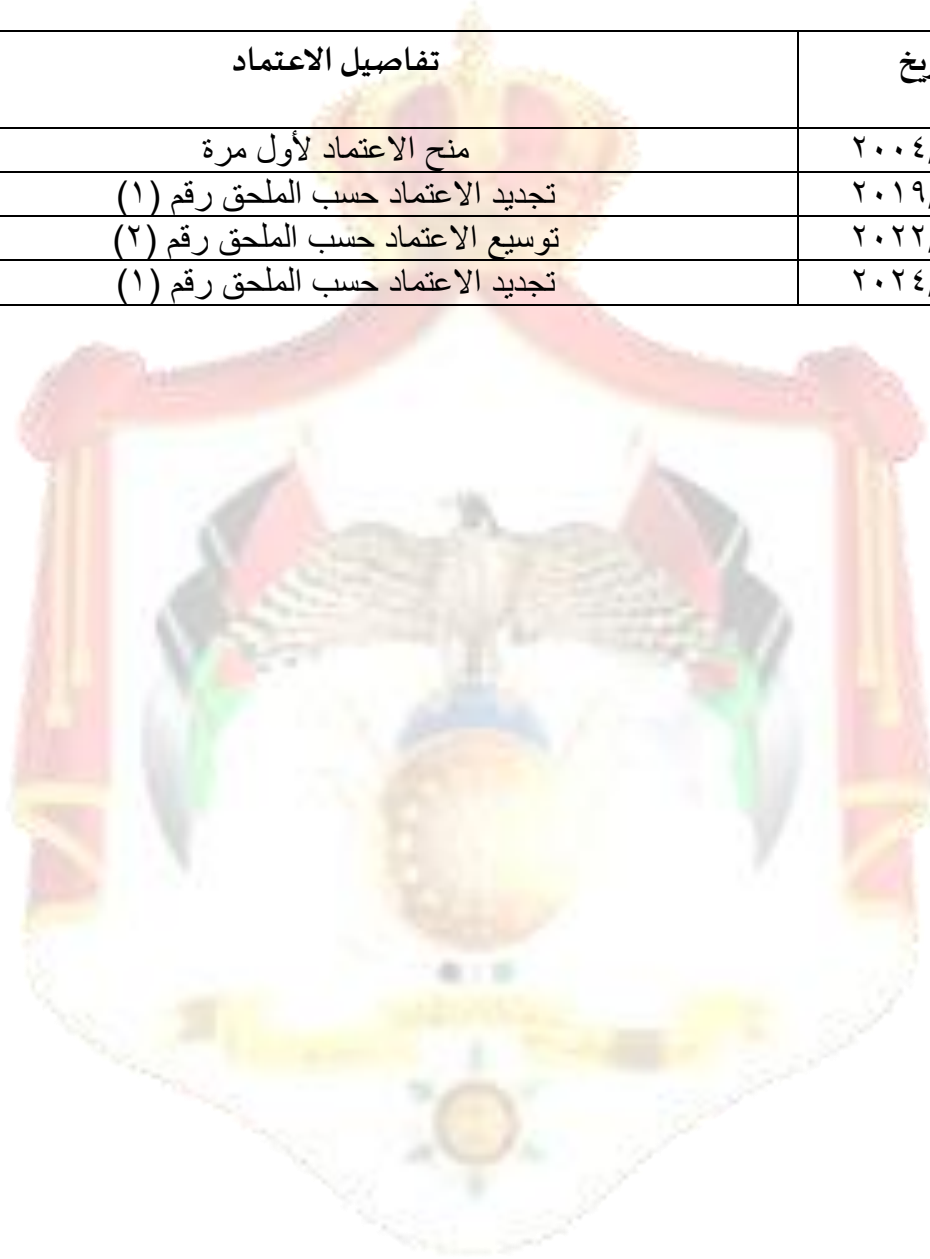 تفاصيل الاعتماد
٢٠٠٤ منح الاعتماد لأول مرة
٢٠١٩ تجديد الاعتماد حسب الملحق رقم (١)
٢٠٢٢ توسيع الاعتماد حسب الملحق رقم (٢)
٢٠٢٤ تجديد الاعتماد حسب الملحق رقم (١)